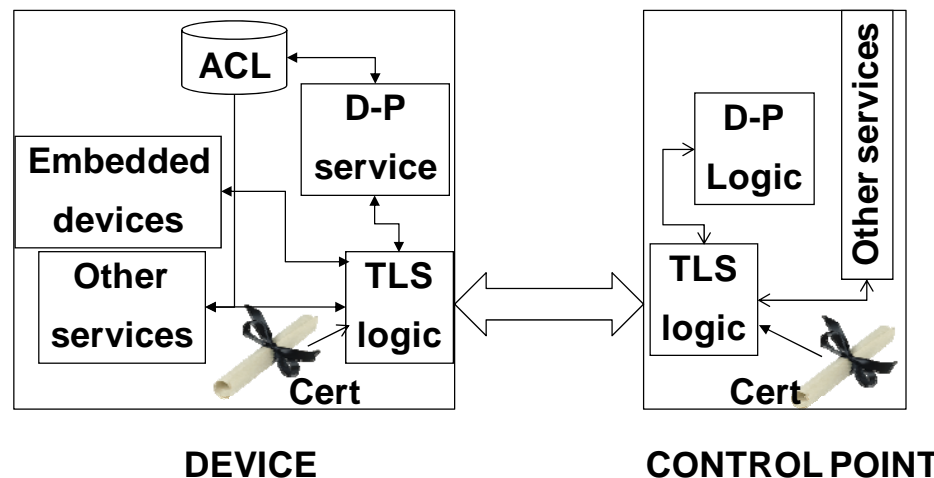 ACL
D-P
service
Embedded
devices
Other
services
TLS
logic
Cert
DEVICE
D-P
Logic
Other services
TLS
logic
Cert
CONTROL POINT